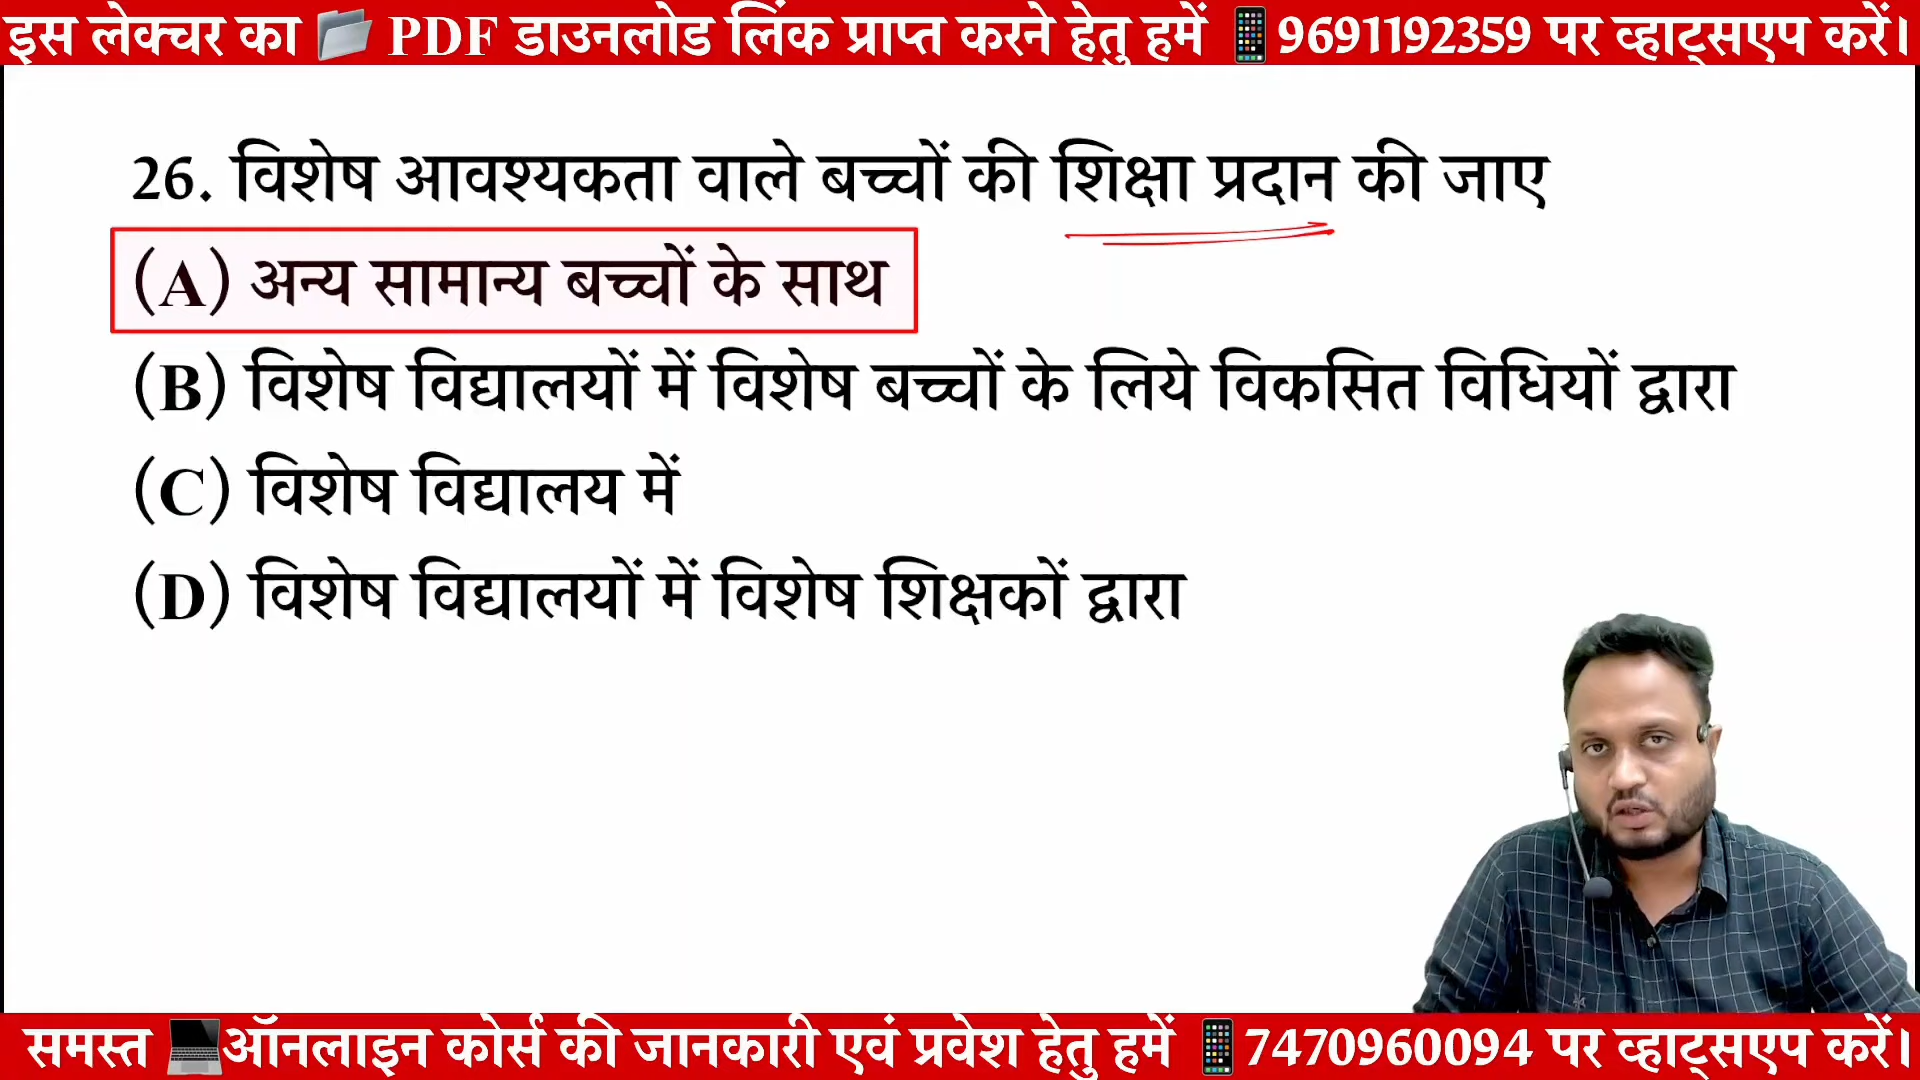 इस लेक्चर का PDF डाउनलोड लिंक प्राप्त करने हेतु हमें 9691192359 पर व्हाट्सएप करें।
26. विशेष आवश्यकता वाले बच्चों की शिक्षा प्रदान की जाए
(A) अन्य सामान्य बच्चों के साथ
(B) विशेष विद्यालयों में विशेष बच्चों के लिये विकसित विधियों द्वारा
(C) विशेष विद्यालय में
(D) विशेष विद्यालयों में विशेष शिक्षकों द्वारा
समस्त ऑनलाइन कोर्स की जानकारी एवं प्रवेश हेतु हमें 7470960094 पर व्हाट्सएप करें।